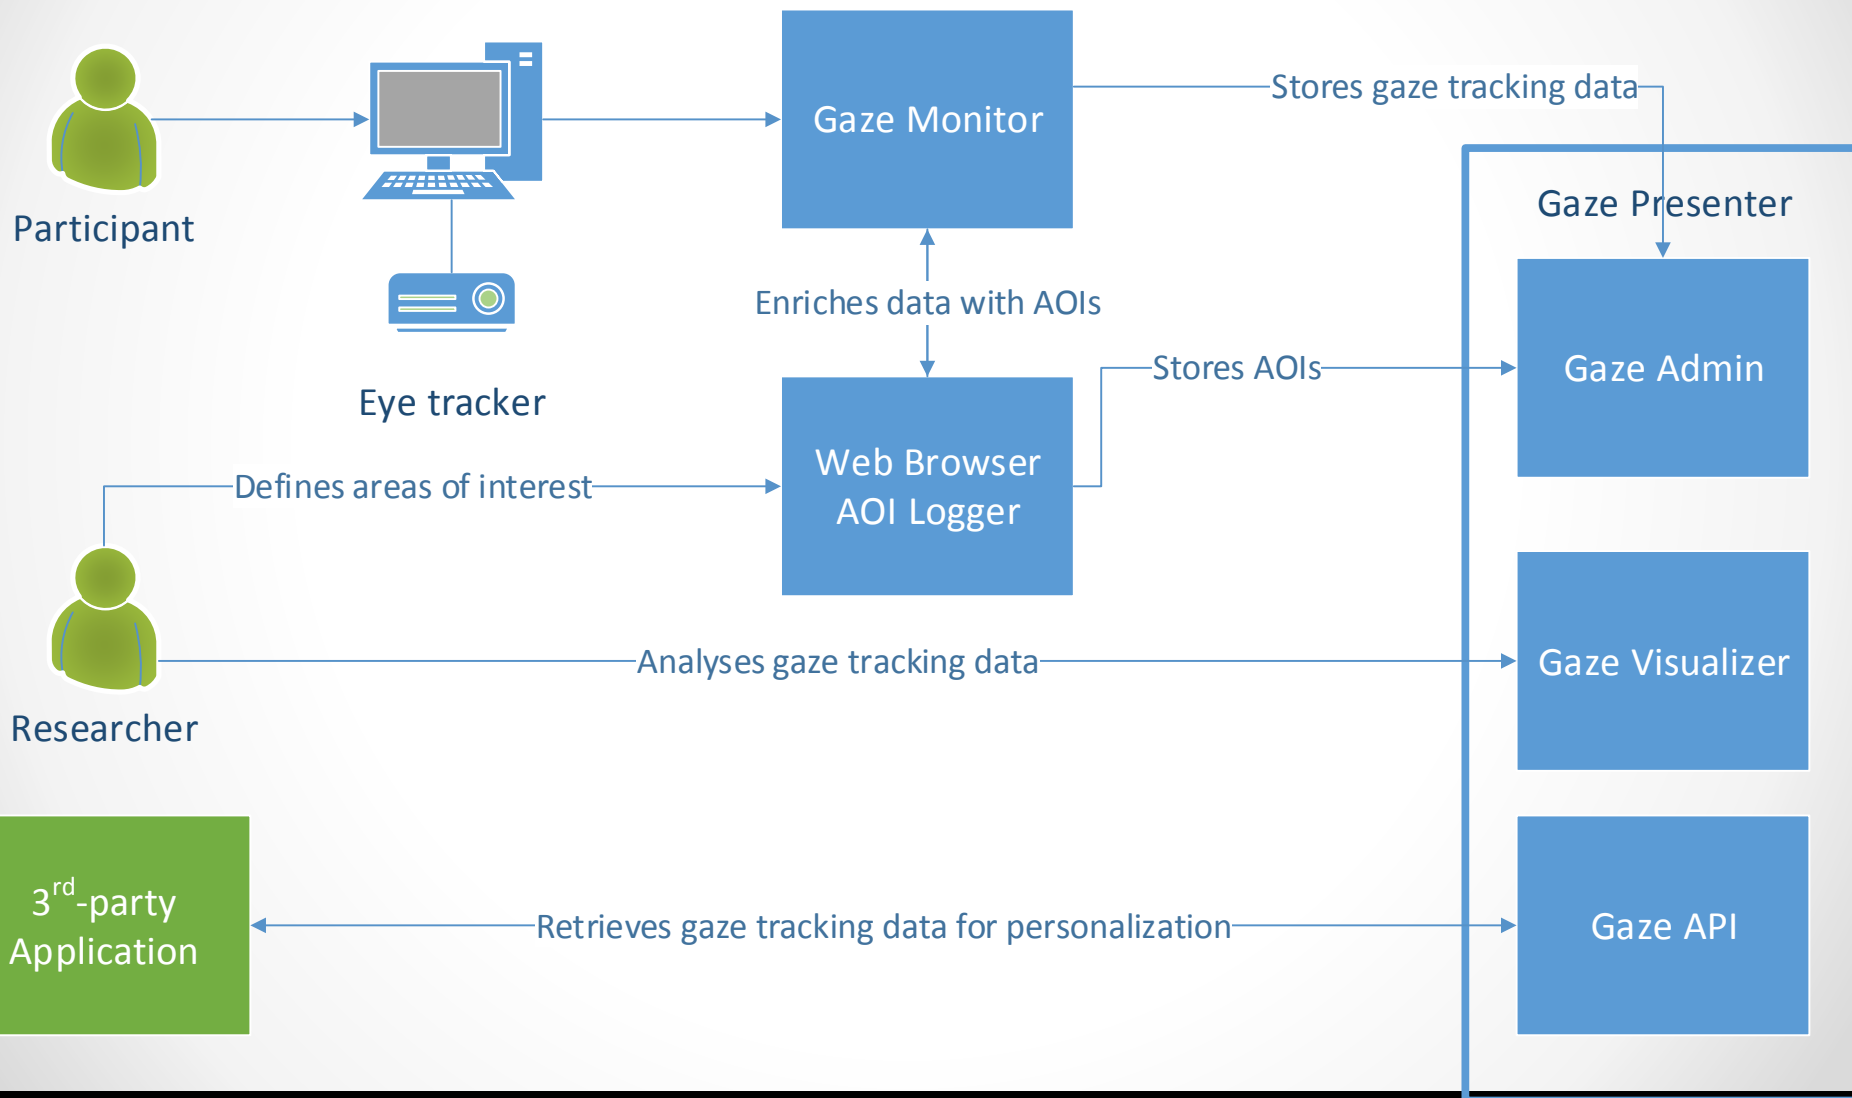 Gaze Monitor
Stores gaze tracking data
Participant
Gaze Presenter
Enriches data with AOIs
Stores AOIs
Gaze Admin
Eye tracker
Defines areas of interest
Web Browser
AOI Logger
Analyses gaze tracking data
Gaze Visualizer
Researcher
3rd-party
Application
Retrieves gaze tracking data for personalization
Gaze API